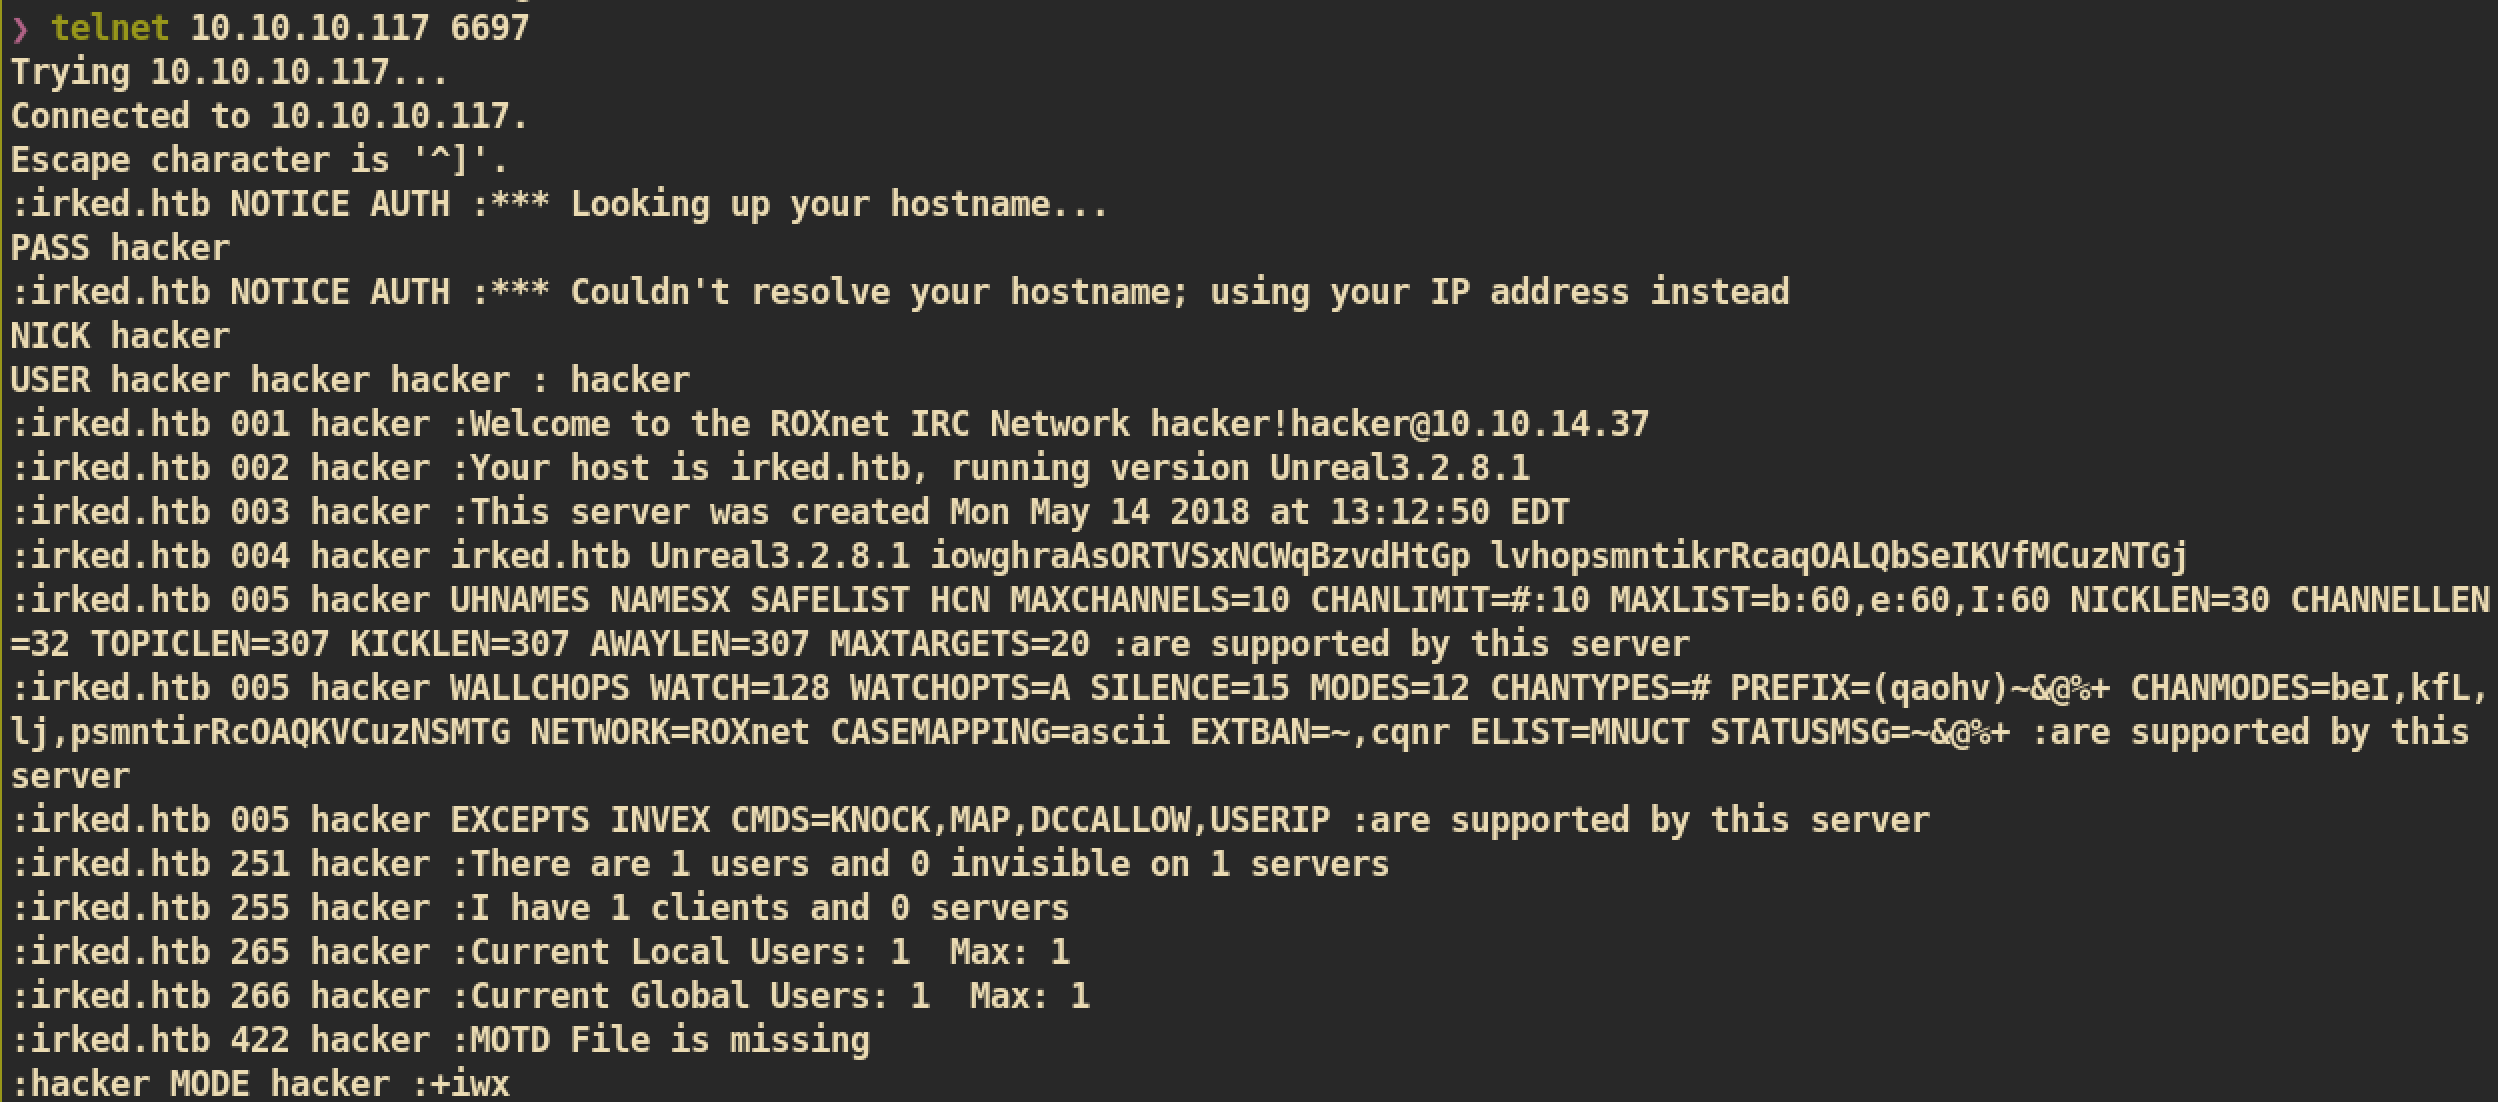 ❯ telnet 10.10.10.117 6697
Trying 10.10.10.117...
Connected to 10.10.10.117.
Escape character is '^]'.
:irked.htb NOTICE AUTH :*** Looking up your hostname...
PASS hacker
:irked.htb NOTICE AUTH :*** Couldn't resolve your hostname; using your IP address instead
NICK hacker
USER hacker hacker hacker : hacker
:irked.htb 001 hacker :Welcome to the ROXnet IRC Network hacker!hacker@10.10.14.37
:irked.htb 002 hacker :Your host is irked.htb, running version Unreal3.2.8.1
:irked.htb 003 hacker :This server was created Mon May 14 2018 at 13:12:50 EDT
:irked.htb 004 hacker irked.htb Unreal3.2.8.1 iowghraAsORTVSxNCWqBzvdHtGp lvhopsmntikrRcaqOALQbSeIKVfMCuzNTGj
:irked.htb 005 hacker UHNAMES NAMESX SAFELIST HCN MAXCHANNELS=10 CHANLIMIT=#:10 MAXLIST=b:60,e:60,I:60 NICKLEN=30 CHANNELLEN
=32 TOPICLEN=307 KICKLEN=307 AWAYLEN=307 MAXTARGETS=20 :are supported by this server
:irked.htb 005 hacker WALLCHOPS WATCH=128 WATCHOPTS=A SILENCE=15 MODES=12 CHANTYPES=# PREFIX=(qaohv)~&@%+ CHANMODES=beI,kfL,
lj,psmntirRcOAQKVCuzNSMTG NETWORK=ROXnet CASEMAPPING=ascii EXTBAN=~,cqnr ELIST=MNUCT STATUSMSG=~&@%+ :are supported by this
server
:irked.htb 005 hacker EXCEPTS INVEX CMDS=KNOCK,MAP,DCCALLOW,USERIP :are supported by this server
:irked.htb 251 hacker :There are 1 users and 0 invisible on 1 servers
:irked.htb 255 hacker :I have 1 clients and 0 servers
:irked.htb 265 hacker :Current Local Users: 1  Max: 1
:irked.htb 266 hacker :Current Global Users: 1  Max: 1
:irked.htb 422 hacker :MOTD File is missing
:hacker MODE hacker :+iwx